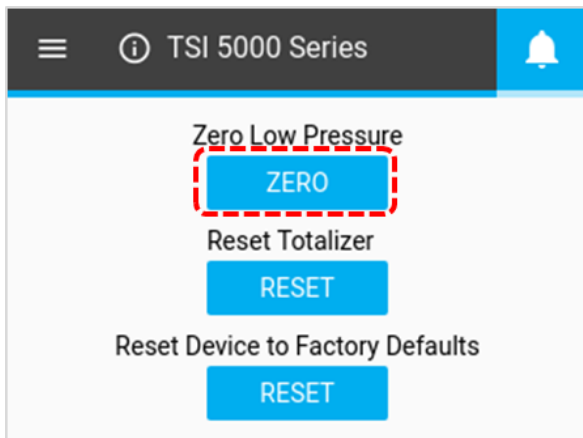 TSI 5000 Series
Zero Low Pressure
ZERO
Reset Totalizer
RESET
Reset Device to Factory Defaults
RESET